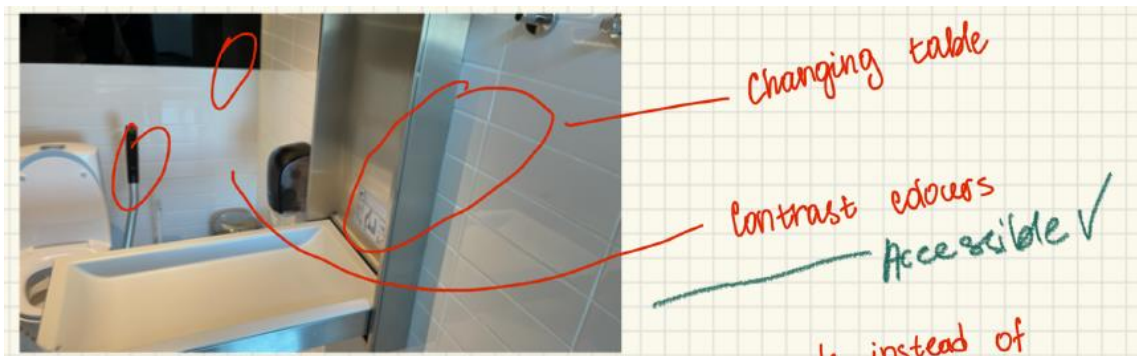 Changing table
Contrast colours
Accessible ✓
instead of